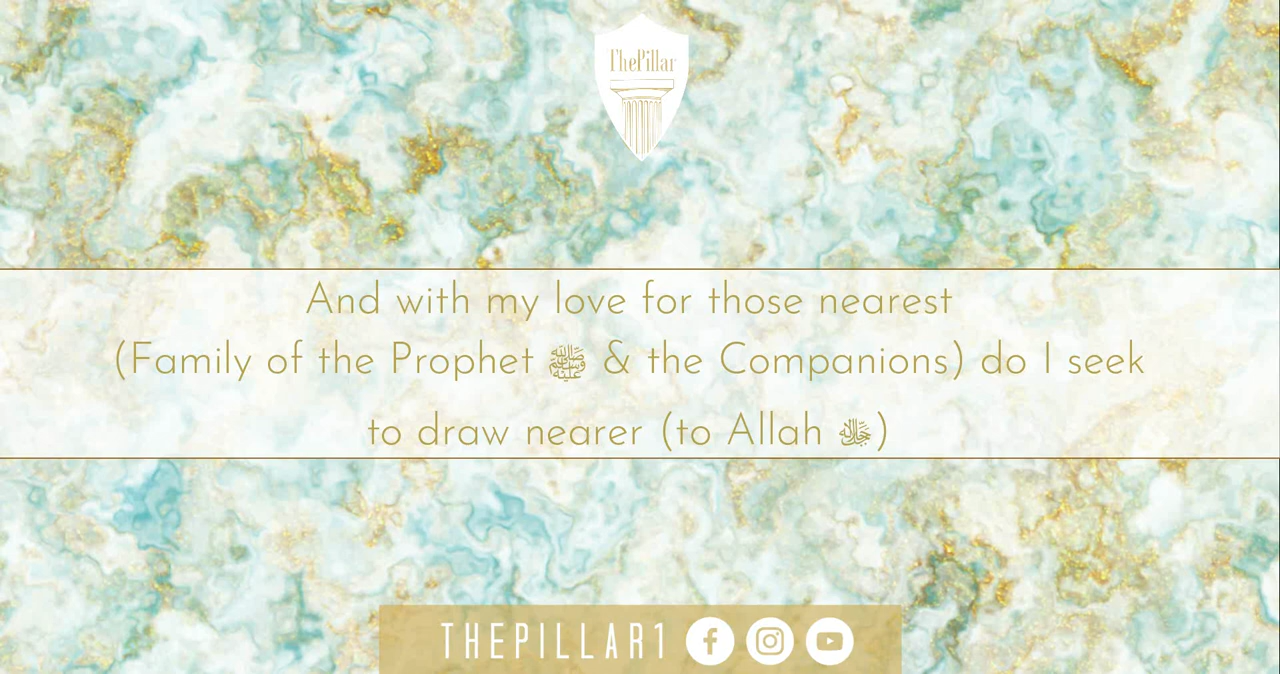 ThePillar
And with my love for those nearest
(Family of the Prophet ﷺ & the Companions) do I seek
to draw nearer (to Allah ﷻ)
THEPILLAR1